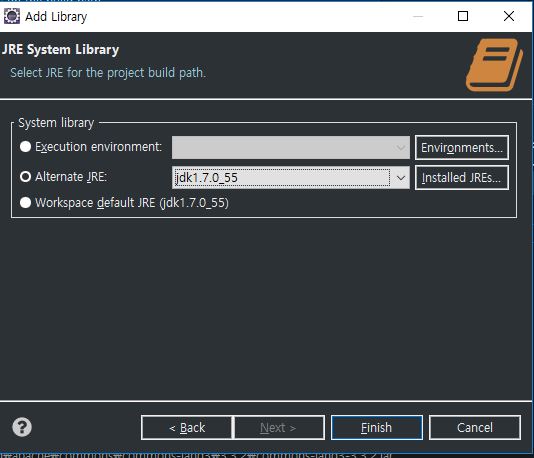 Add Library
JRE System Library
Select JRE for the project build path.
System library
Execution environment:
Environments...
Alternate JRE:
jdk1.7.0_55
Installed JREs...
Workspace default JRE (jdk1.7.0_55)
?
< Back
Next >
Finish
Cancel